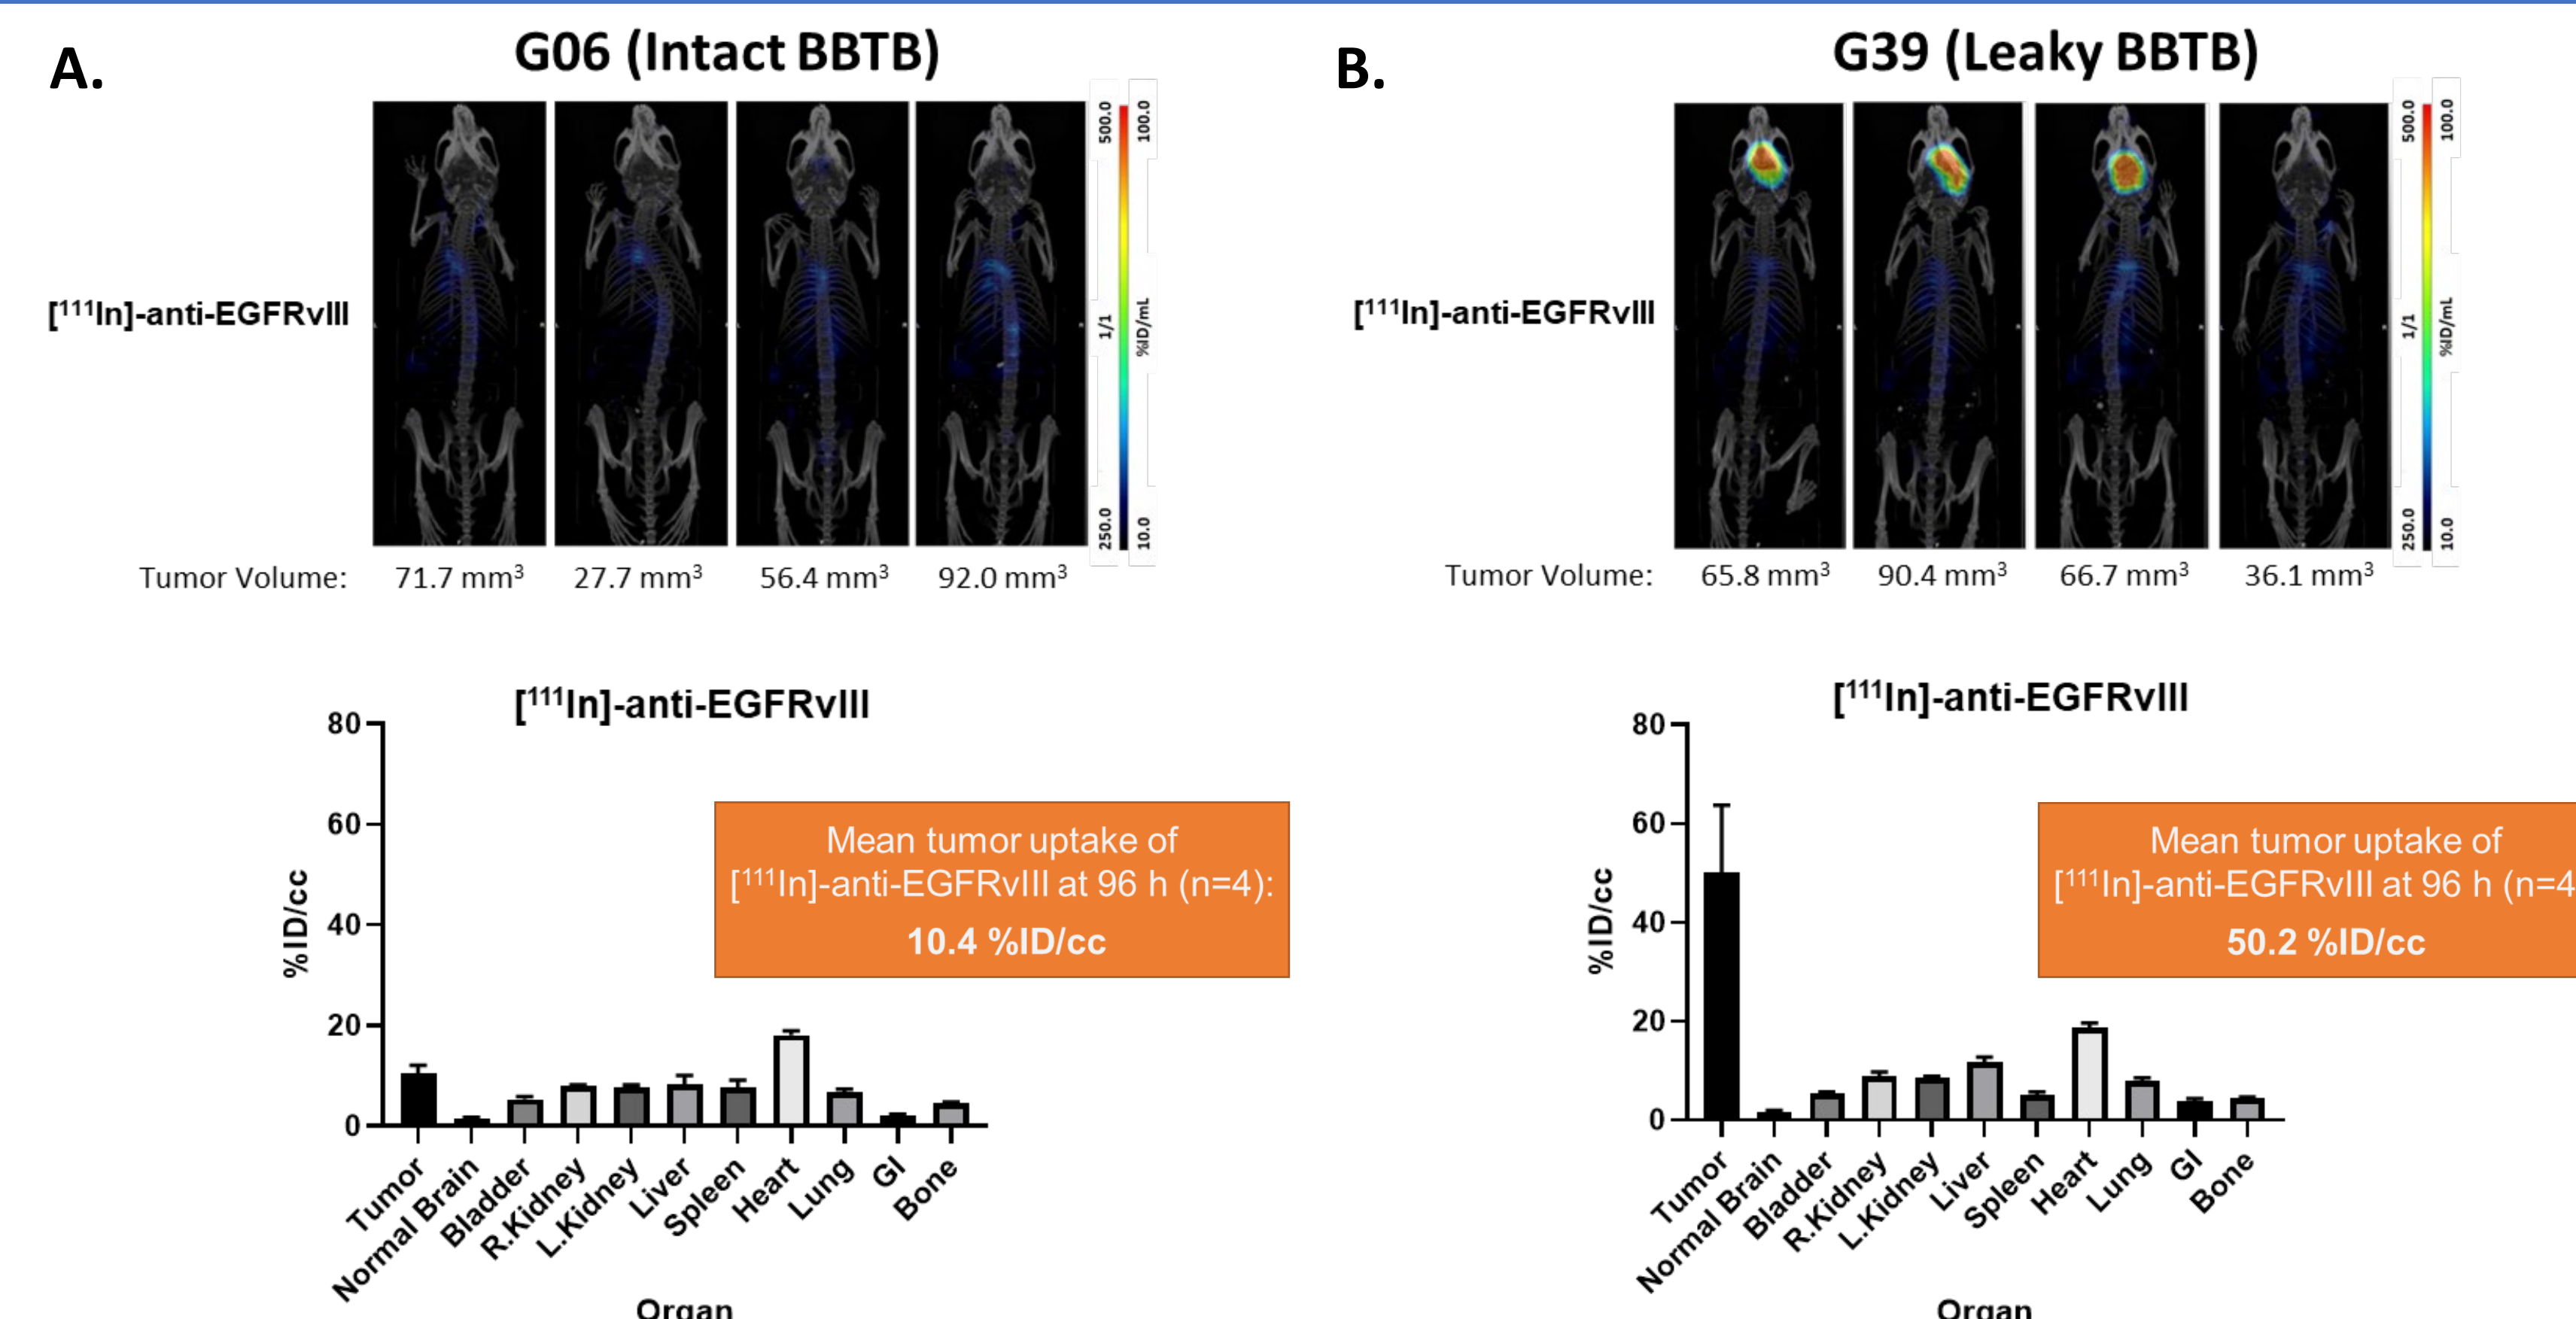 A.
G06 (Intact BBTB)
[¹¹¹In]-anti-EGFRvIII
500.0
1/1
250.0
100.0
%ID/mL
10.0
Tumor Volume: 71.7 mm³ 27.7 mm³ 56.4 mm³ 92.0 mm³
[¹¹¹In]-anti-EGFRvIII
%ID/cc
80
60
40
20
0
Mean tumor uptake of
[¹¹¹In]-anti-EGFRvIII at 96 h (n=4):
10.4 %ID/cc
Tumor
Normal Brain
Bladder
R.Kidney
L.Kidney
Liver
Spleen
Heart
Lung
GI
Bone
Organ
B.
G39 (Leaky BBTB)
[¹¹¹In]-anti-EGFRvIII
500.0
1/1
250.0
100.0
%ID/mL
10.0
Tumor Volume: 65.8 mm³ 90.4 mm³ 66.7 mm³ 36.1 mm³
[¹¹¹In]-anti-EGFRvIII
%ID/cc
80
60
40
20
0
Mean tumor uptake of
[¹¹¹In]-anti-EGFRvIII at 96 h (n=4
50.2 %ID/cc
Tumor
Normal Brain
Bladder
R.Kidney
L.Kidney
Liver
Spleen
Heart
Lung
GI
Bone
Organ